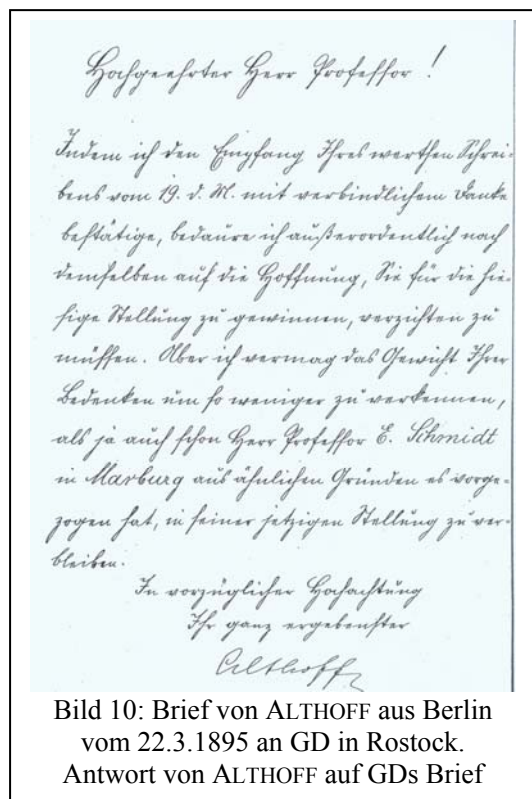 Hochgeehrter Herr Professor!
Indem ich den Empfang Ihres werthen Schrei-
bens vom 19. d. M. mit verbindlichem Danke
bestätige, bedaure ich außerordentlich nach
demselben auf die Hoffnung, Sie für die hie-
sige Stellung zu gewinnen, verzichten zu
müssen. Aber ich vermag das Gewicht Ihrer
Bedenken um so weniger zu verkennen,
als ja auch schon Herr Professor E. Schmidt
in Marburg aus ähnlichen Gründen es vorge-
zogen hat, in seiner jetzigen Stellung zu ver-
bleiben.
In vorzüglicher Hochachtung
Ihr ganz ergebenster
Althoff
Bild 10: Brief von ALTHOFF aus Berlin
vom 22.3.1895 an GD in Rostock.
Antwort von ALTHOFF auf GDs Brief